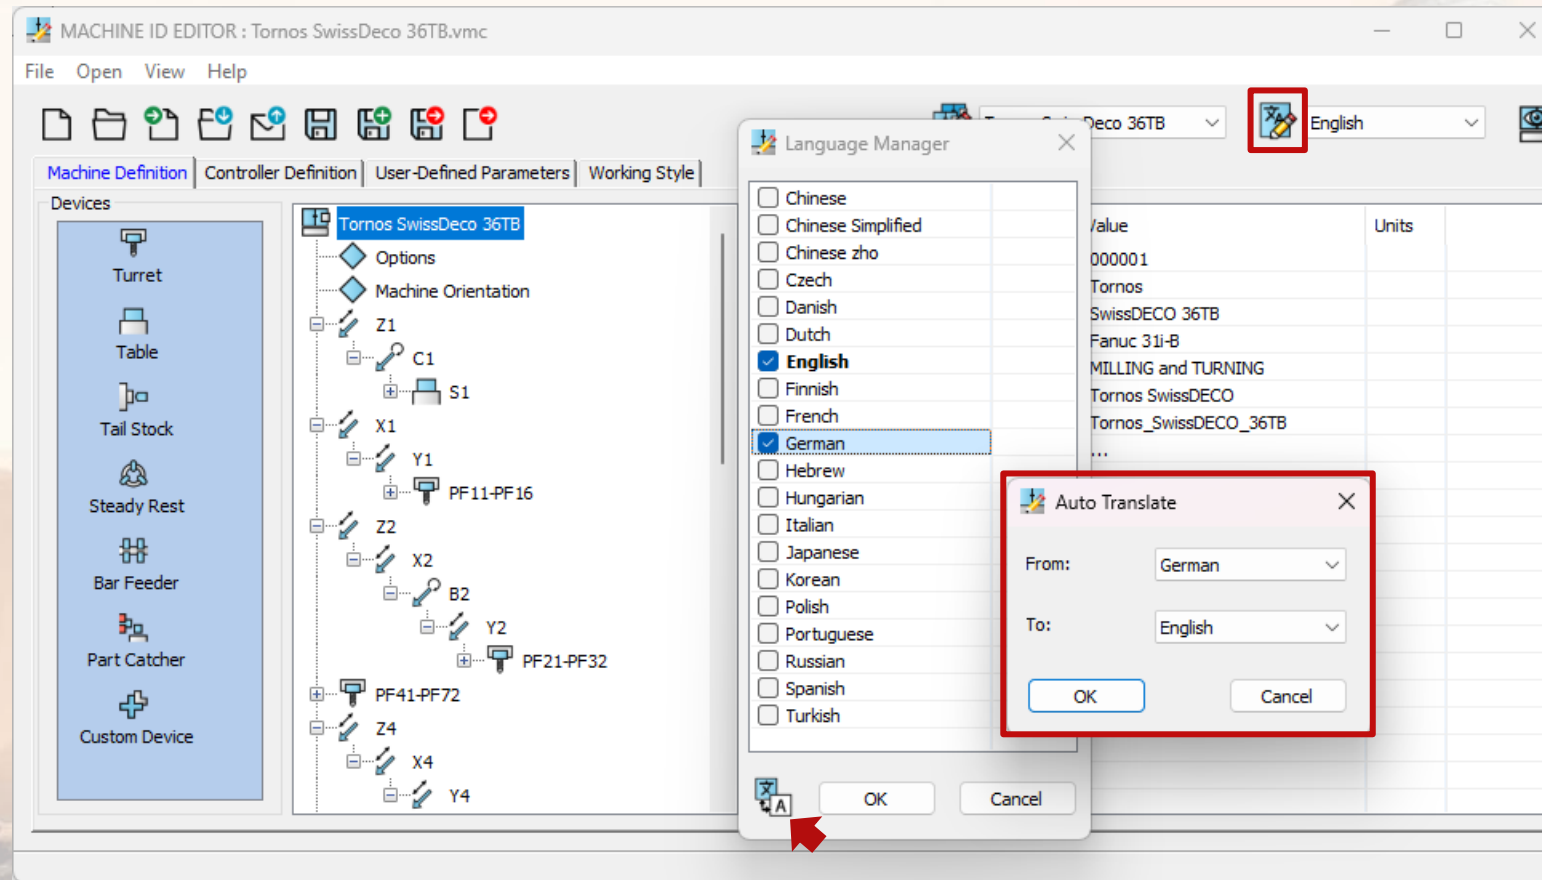 MACHINE ID EDITOR : Tornos SwissDeco 36TB.vmc
File Open View Help
Deco 36TB
English
Machine Definition Controller Definition User-Defined Parameters Working Style
Devices
Turret
Table
Tail Stock
Steady Rest
Bar Feeder
Part Catcher
Custom Device
Tornos SwissDeco 36TB
Options
Machine Orientation
Z1
C1
S1
X1
Y1
PF11-PF16
Z2
X2
B2
Y2
PF21-PF32
PF41-PF72
Z4
X4
Y4
Language Manager
Chinese
Chinese Simplified
Chinese zho
Czech
Danish
Dutch
English
Finnish
French
German
Hebrew
Hungarian
Italian
Japanese
Korean
Polish
Portuguese
Russian
Spanish
Turkish
A
OK Cancel
Value Units
000001
Tornos
SwissDECO 36TB
Fanuc 31i-B
MILLING and TURNING
Tornos SwissDECO
Tornos_SwissDECO_36TB
...
Auto Translate
From: German
To: English
OK Cancel